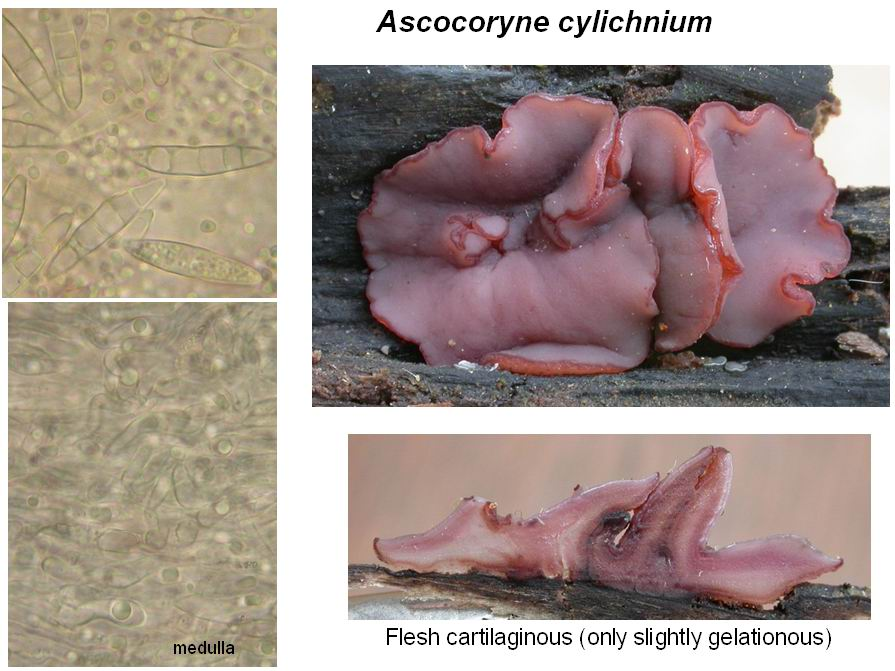 Ascocoryne cylichnium
medulla
Flesh cartilaginous (only slightly gelationous)